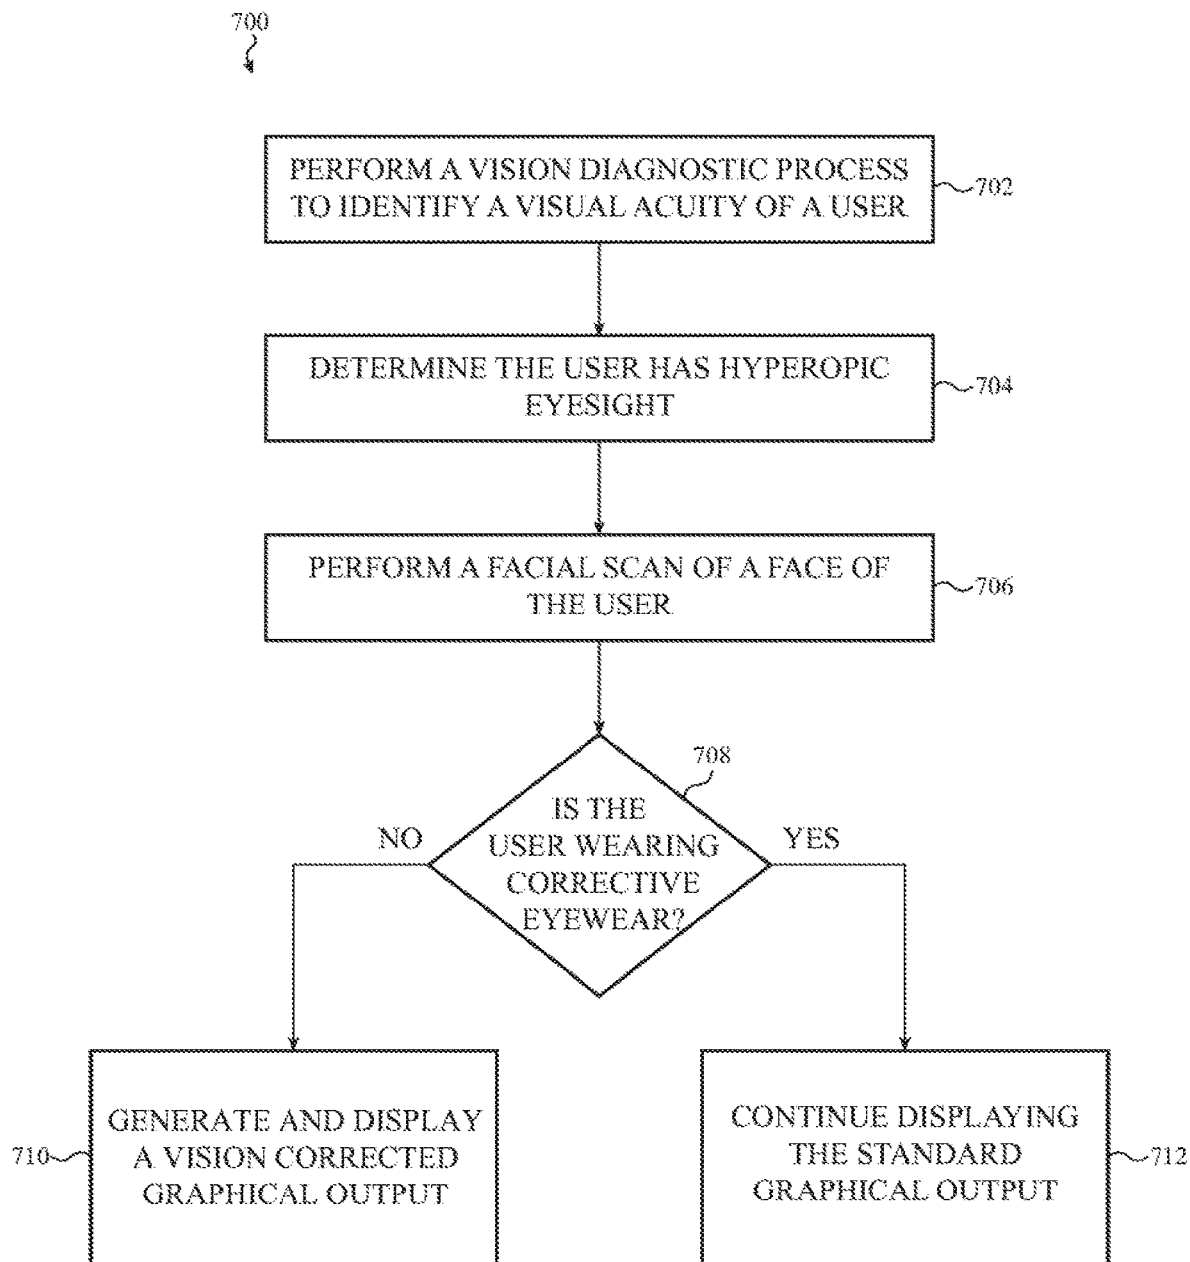 700
PERFORM A VISION DIAGNOSTIC PROCESS
TO IDENTIFY A VISUAL ACUITY OF A USER
702
DETERMINE THE USER HAS HYPEROPIC
EYESIGHT
704
PERFORM A FACIAL SCAN OF A FACE OF
THE USER
706
708
IS THE
USER WEARING
CORRECTIVE
EYEWEAR?
NO
YES
GENERATE AND DISPLAY
A VISION CORRECTED
GRAPHICAL OUTPUT
710
CONTINUE DISPLAYING
THE STANDARD
GRAPHICAL OUTPUT
712